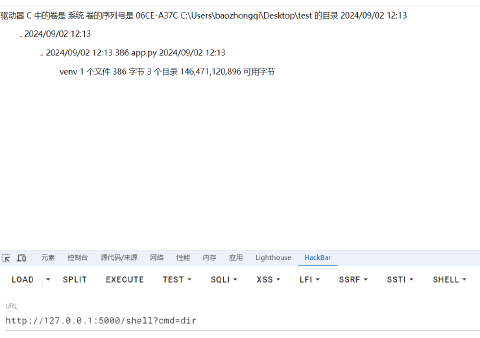 驱动器 C 中的卷是 系统 卷的序列号是 06CE-A37C C:\Users\baozhongqi\Desktop\test 的目录 2024/09/02 12:13
. 2024/09/02 12:13
.. 2024/09/02 12:13 386 app.py 2024/09/02 12:13
venv 1 个文件 386 字节 3 个目录 146,471,120,896 可用字节
元素 控制台 源代码/来源 网络 性能 内存 应用 Lighthouse HackBar
LOAD SPLIT EXECUTE TEST SQLI XSS LFI SSRF SSTI SHELL
URL
http://127.0.0.1:5000/shell?cmd=dir